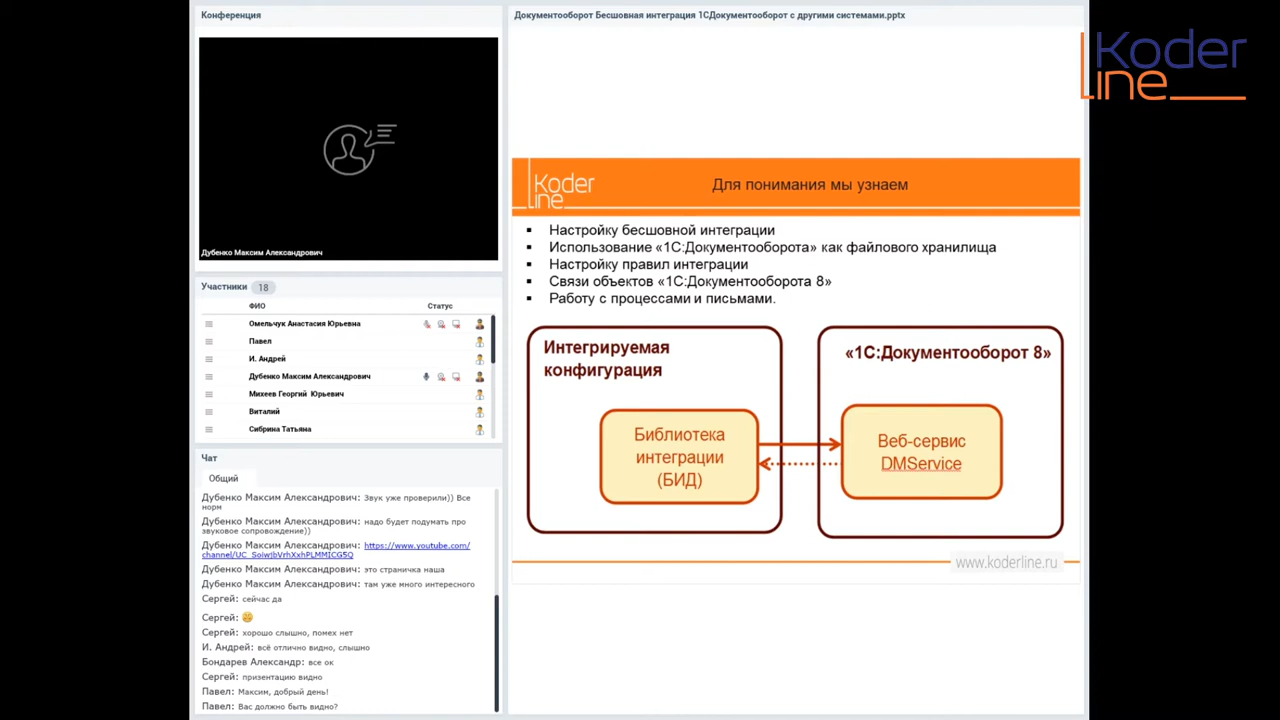 Конференция
Дубенко Максим Александрович
Участники 18
ФИО Статус
Омельчук Анастасия Юрьевна
Павел
И. Андрей
Дубенко Максим Александрович
Михеев Георгий Юрьевич
Виталий
Сибрина Татьяна
Чат
Общий
Дубенко Максим Александрович: Звук уже проверили)) Все
норм
Дубенко Максим Александрович: надо будет подумать про
звуковое сопровождение))
Дубенко Максим Александрович: https://www.youtube.com/
channel/UC_SoiwJbVrhXxhPLMMICG5Q
Дубенко Максим Александрович: это страничка наша
Дубенко Максим Александрович: там уже много интересного
Сергей: сейчас да
Сергей:
Сергей: хорошо слышно, помех нет
И. Андрей: всё отлично видно, слышно
Бондарев Александр: все ок
Сергей: призентацию видно
Павел: Максим, добрый день!
Павел: Вас должно быть видно?
Документооборот Бесшовная интеграция 1СДокументооборот с другими системами.pptx
Koder
line
Koder
line
Для понимания мы узнаем
▪ Настройку бесшовной интеграции
▪ Использование «1С:Документооборота» как файлового хранилища
▪ Настройку правил интеграции
▪ Связи объектов «1С:Документооборота 8»
▪ Работу с процессами и письмами.
Интегрируемая
конфигурация
Библиотека
интеграции
(БИД)
«1С:Документооборот 8»
Веб-сервис
DMService
www.koderline.ru